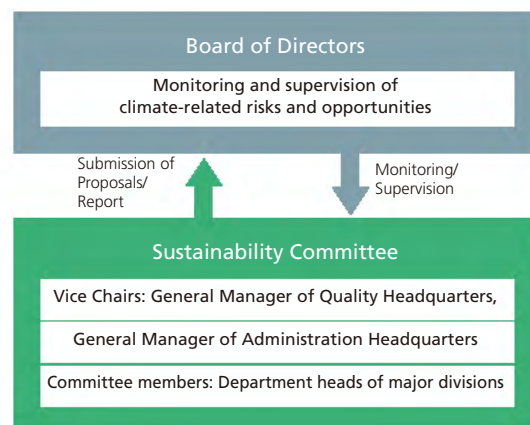 Board of Directors
Monitoring and supervision of
climate-related risks and opportunities
Submission of
Proposals/
Report
Monitoring/
Supervision
Sustainability Committee
Vice Chairs: General Manager of Quality Headquarters,
General Manager of Administration Headquarters
Committee members: Department heads of major divisions